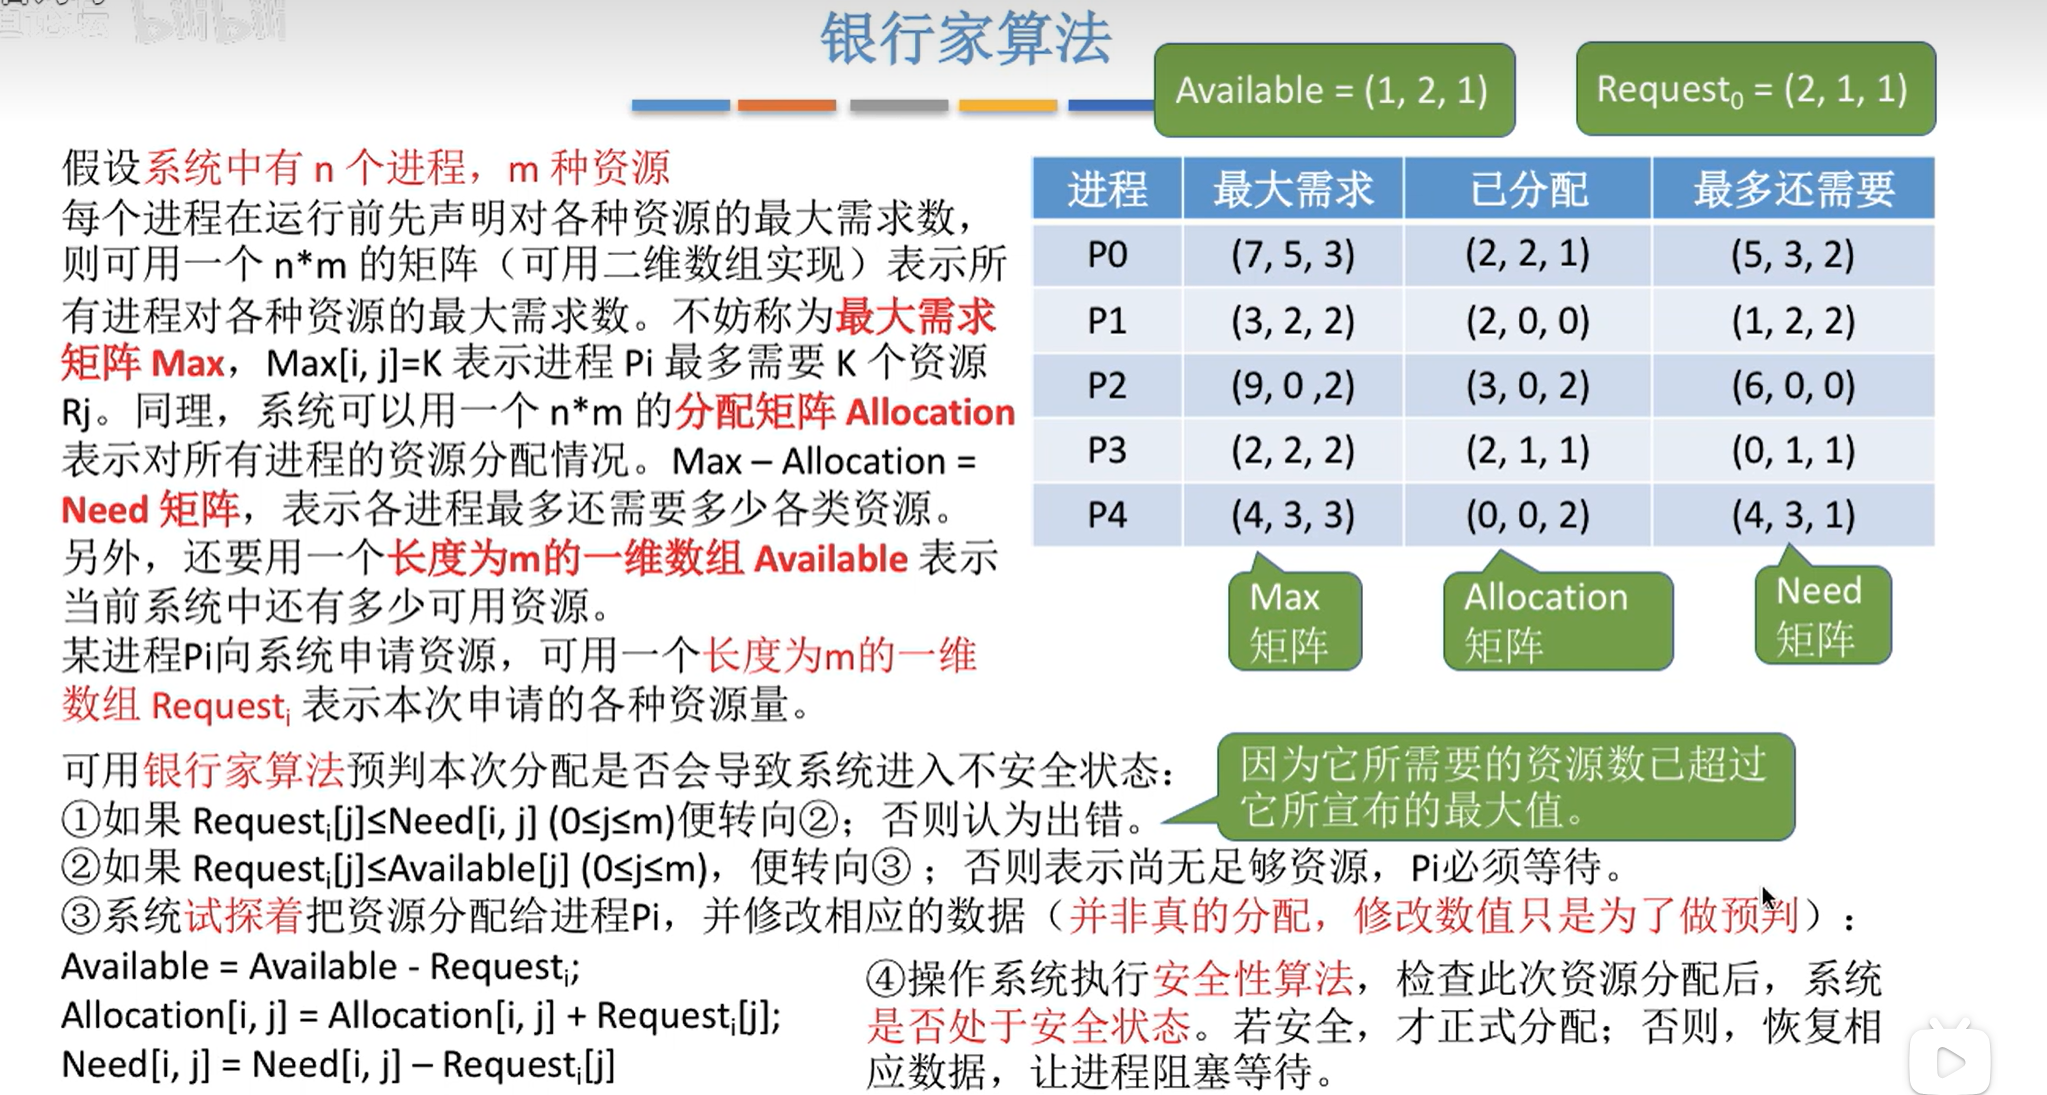 bilibili
银行家算法
Available = (1, 2, 1)
Request0 = (2, 1, 1)
假设系统中有 n 个进程，m 种资源
每个进程在运行前先声明对各种资源的最大需求数，
则可用一个 n*m 的矩阵（可用二维数组实现）表示所
有进程对各种资源的最大需求数。不妨称为最大需求
矩阵 Max，Max[i, j]=K 表示进程 Pi 最多需要 K 个资源
Rj。同理，系统可以用一个 n*m 的分配矩阵 Allocation
表示对所有进程的资源分配情况。Max – Allocation =
Need 矩阵，表示各进程最多还需要多少各类资源。
另外，还要用一个长度为m的一维数组 Available 表示
当前系统中还有多少可用资源。
某进程Pi向系统申请资源，可用一个长度为m的一维
数组 Requesti 表示本次申请的各种资源量。
进程 最大需求 已分配 最多还需要
P0 (7, 5, 3) (2, 2, 1) (5, 3, 2)
P1 (3, 2, 2) (2, 0, 0) (1, 2, 2)
P2 (9, 0 ,2) (3, 0, 2) (6, 0, 0)
P3 (2, 2, 2) (2, 1, 1) (0, 1, 1)
P4 (4, 3, 3) (0, 0, 2) (4, 3, 1)
Max
矩阵
Allocation
矩阵
Need
矩阵
可用银行家算法预判本次分配是否会导致系统进入不安全状态：
①如果 Requesti[j]≤Need[i, j] (0≤j≤m)便转向②；否则认为出错。
因为它所需要的资源数已超过
它所宣布的最大值。
②如果 Requesti[j]≤Available[j] (0≤j≤m)，便转向③；否则表示尚无足够资源，Pi必须等待。
③系统试探着把资源分配给进程Pi，并修改相应的数据（并非真的分配，修改数值只是为了做预判）：
Available = Available - Requesti;
Allocation[i, j] = Allocation[i, j] + Requesti[j];
Need[i, j] = Need[i, j] – Requesti[j]
④操作系统执行安全性算法，检查此次资源分配后，系统
是否处于安全状态。若安全，才正式分配；否则，恢复相
应数据，让进程阻塞等待。